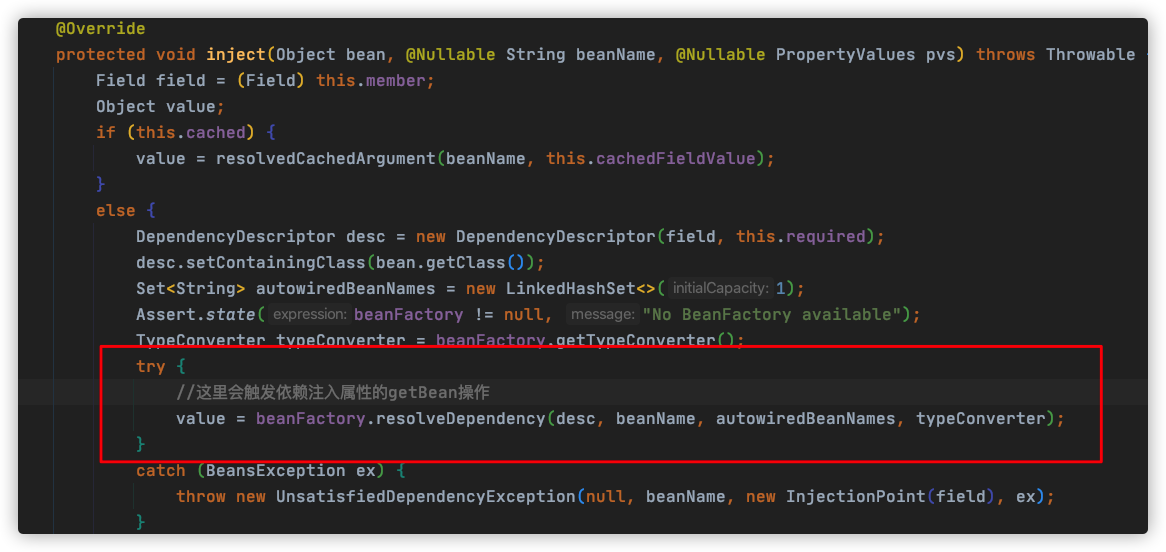 @Override
protected void inject(Object bean, @Nullable String beanName, @Nullable PropertyValues pvs) throws Throwable {
Field field = (Field) this.member;
Object value;
if (this.cached) {
value = resolvedCachedArgument(beanName, this.cachedFieldValue);
}
else {
DependencyDescriptor desc = new DependencyDescriptor(field, this.required);
desc.setContainingClass(bean.getClass());
Set<String> autowiredBeanNames = new LinkedHashSet<>( initialCapacity: 1);
Assert.state( expression: beanFactory != null, message: "No BeanFactory available");
TypeConverter typeConverter = beanFactory.getTypeConverter();
try {
//这里会触发依赖注入属性的getBean操作
value = beanFactory.resolveDependency(desc, beanName, autowiredBeanNames, typeConverter);
}
catch (BeansException ex) {
throw new UnsatisfiedDependencyException(null, beanName, new InjectionPoint(field), ex);
}